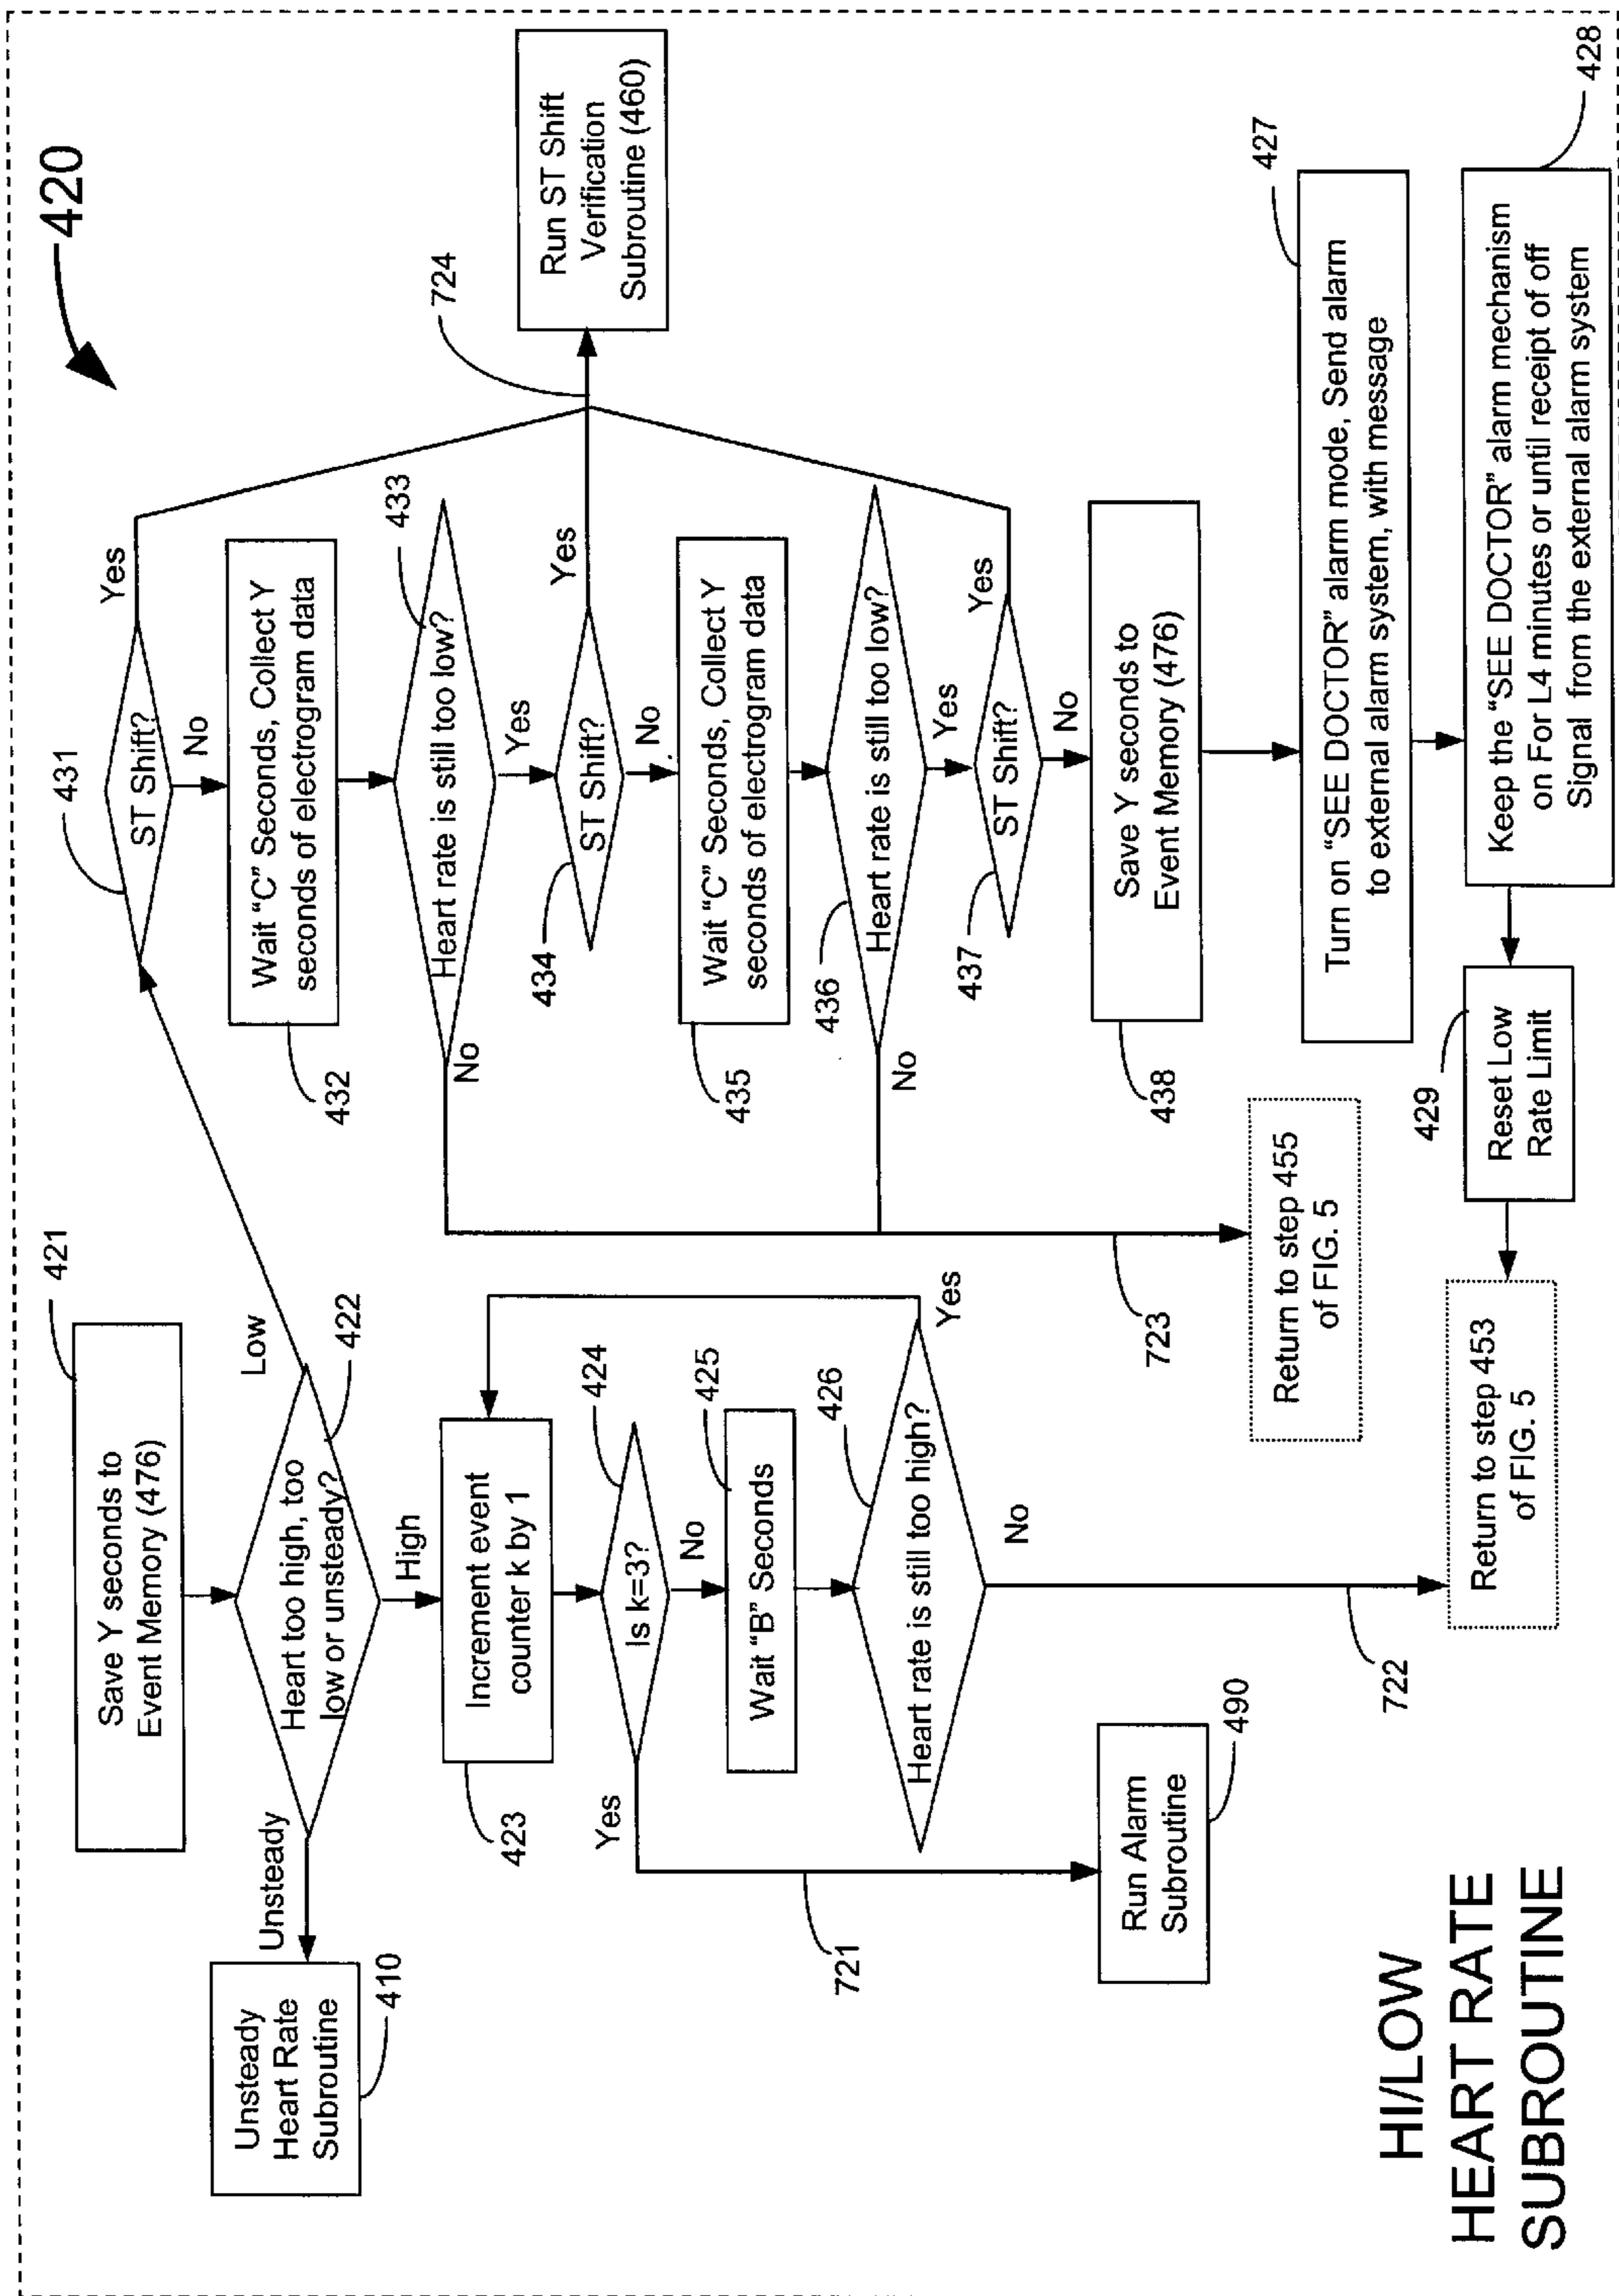 420
421
Save Y seconds to
Event Memory (476)
Heart too high, too
low or unsteady?
422
Unsteady
Unsteady
Heart Rate
Subroutine
410
Low
High
Increment event
counter k by 1
423
Is k=3?
424
Yes
No
Wait “B” Seconds
425
Heart rate is still too high?
426
Yes
No
721
Run Alarm
Subroutine
490
722
431
ST Shift?
Yes
No
Wait “C” Seconds, Collect Y
seconds of electrogram data
432
Heart rate is still too low?
433
No
Yes
434
ST Shift?
Yes
No
Wait “C” Seconds, Collect Y
seconds of electrogram data
435
Heart rate is still too low?
436
No
Yes
437
ST Shift?
Yes
No
724
Run ST Shift
Verification
Subroutine (460)
Save Y seconds to
Event Memory (476)
438
723
Return to step 455
of FIG. 5
427
Turn on “SEE DOCTOR” alarm mode, Send alarm
to external alarm system, with message
Keep the “SEE DOCTOR” alarm mechanism
on For L4 minutes or until receipt of off
Signal from the external alarm system
428
429
Reset Low
Rate Limit
Return to step 453
of FIG. 5
HI/LOW
HEART RATE
SUBROUTINE